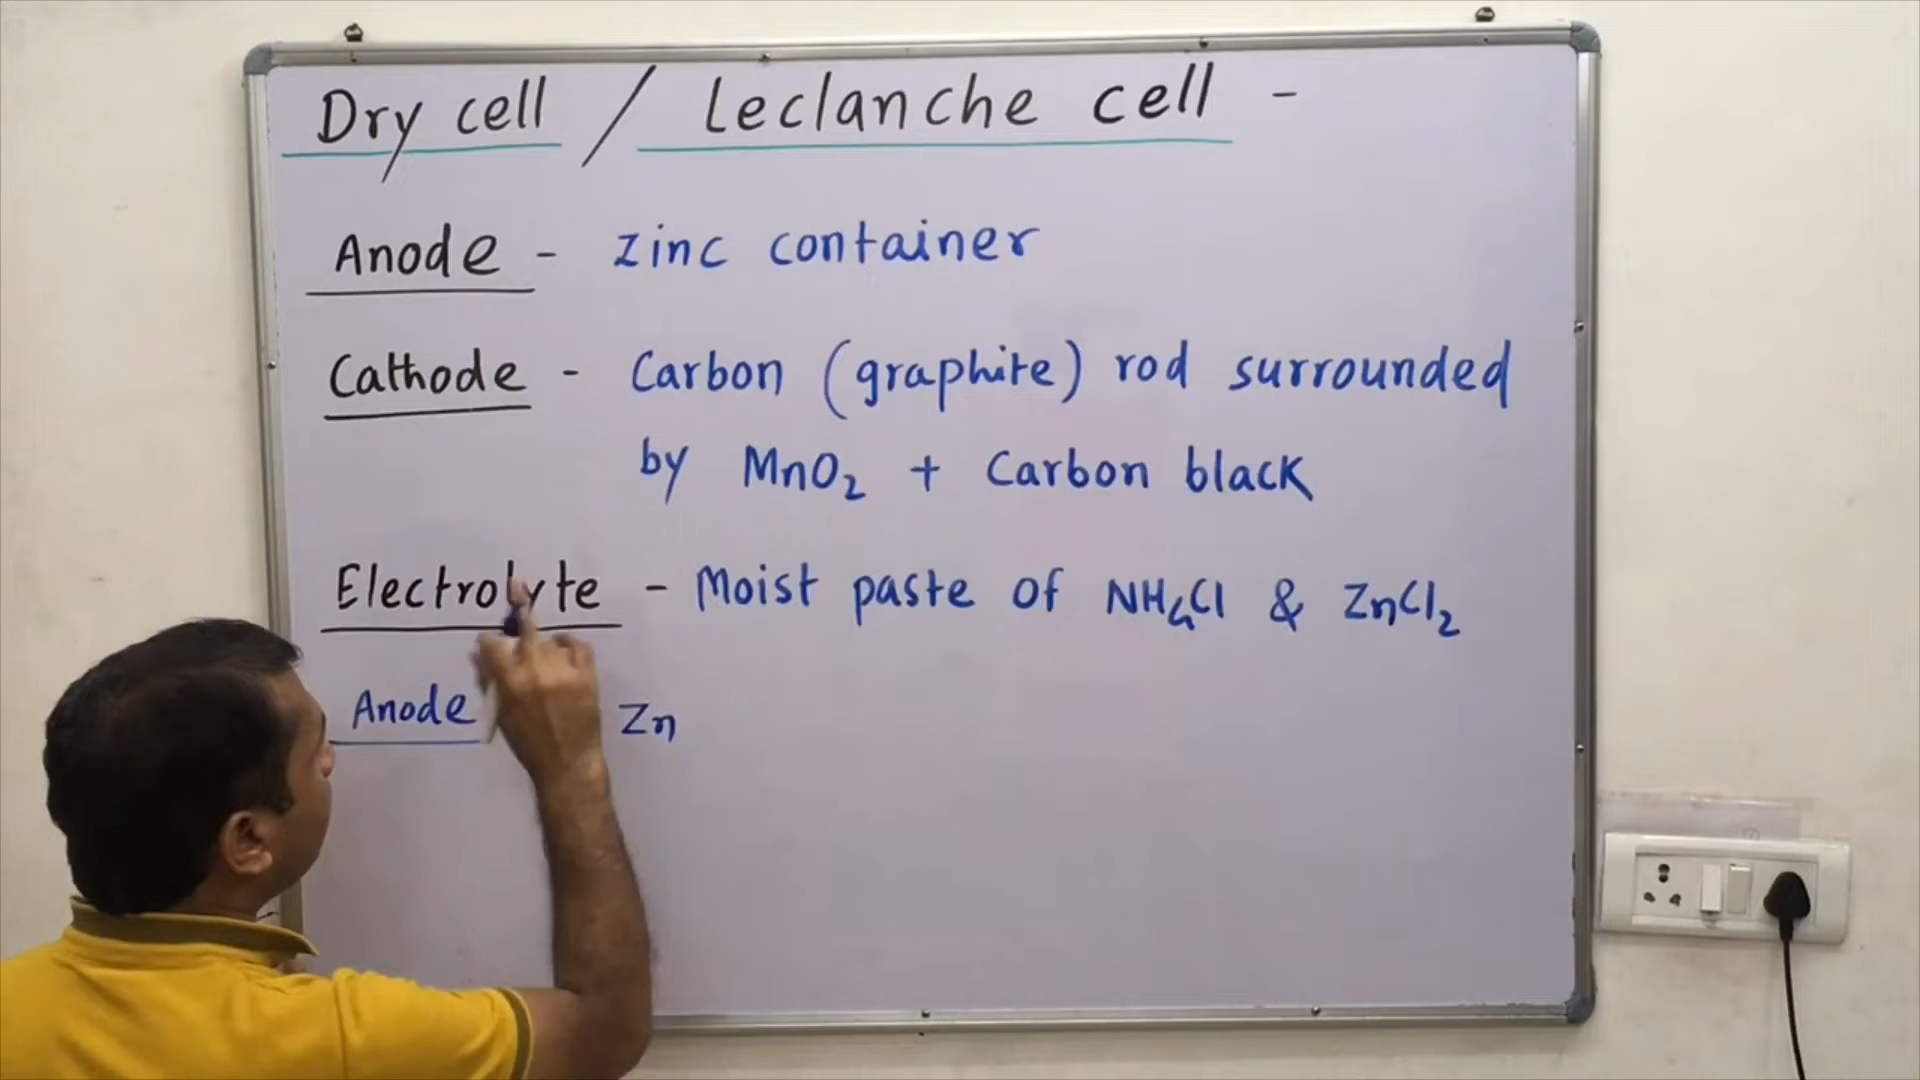 Dry cell / Leclanche cell -
Anode - Zinc container
Cathode - Carbon (graphite) rod surrounded
by MnO₂ + Carbon black
Electrolyte - Moist paste of NH₄Cl & ZnCl₂
Anode Zn